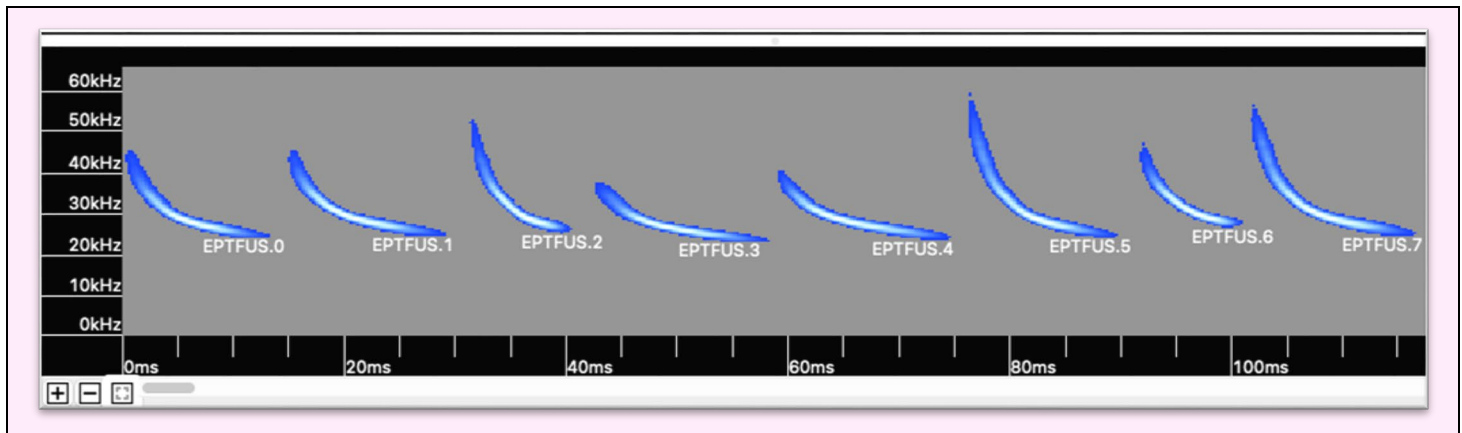 60kHz
50kHz
40kHz
30kHz
20kHz
10kHz
0kHz
EPTFUS.0
EPTFUS.1
EPTFUS.2
EPTFUS.3
EPTFUS.4
EPTFUS.5
EPTFUS.6
EPTFUS.7
0ms 20ms 40ms 60ms 80ms 100ms